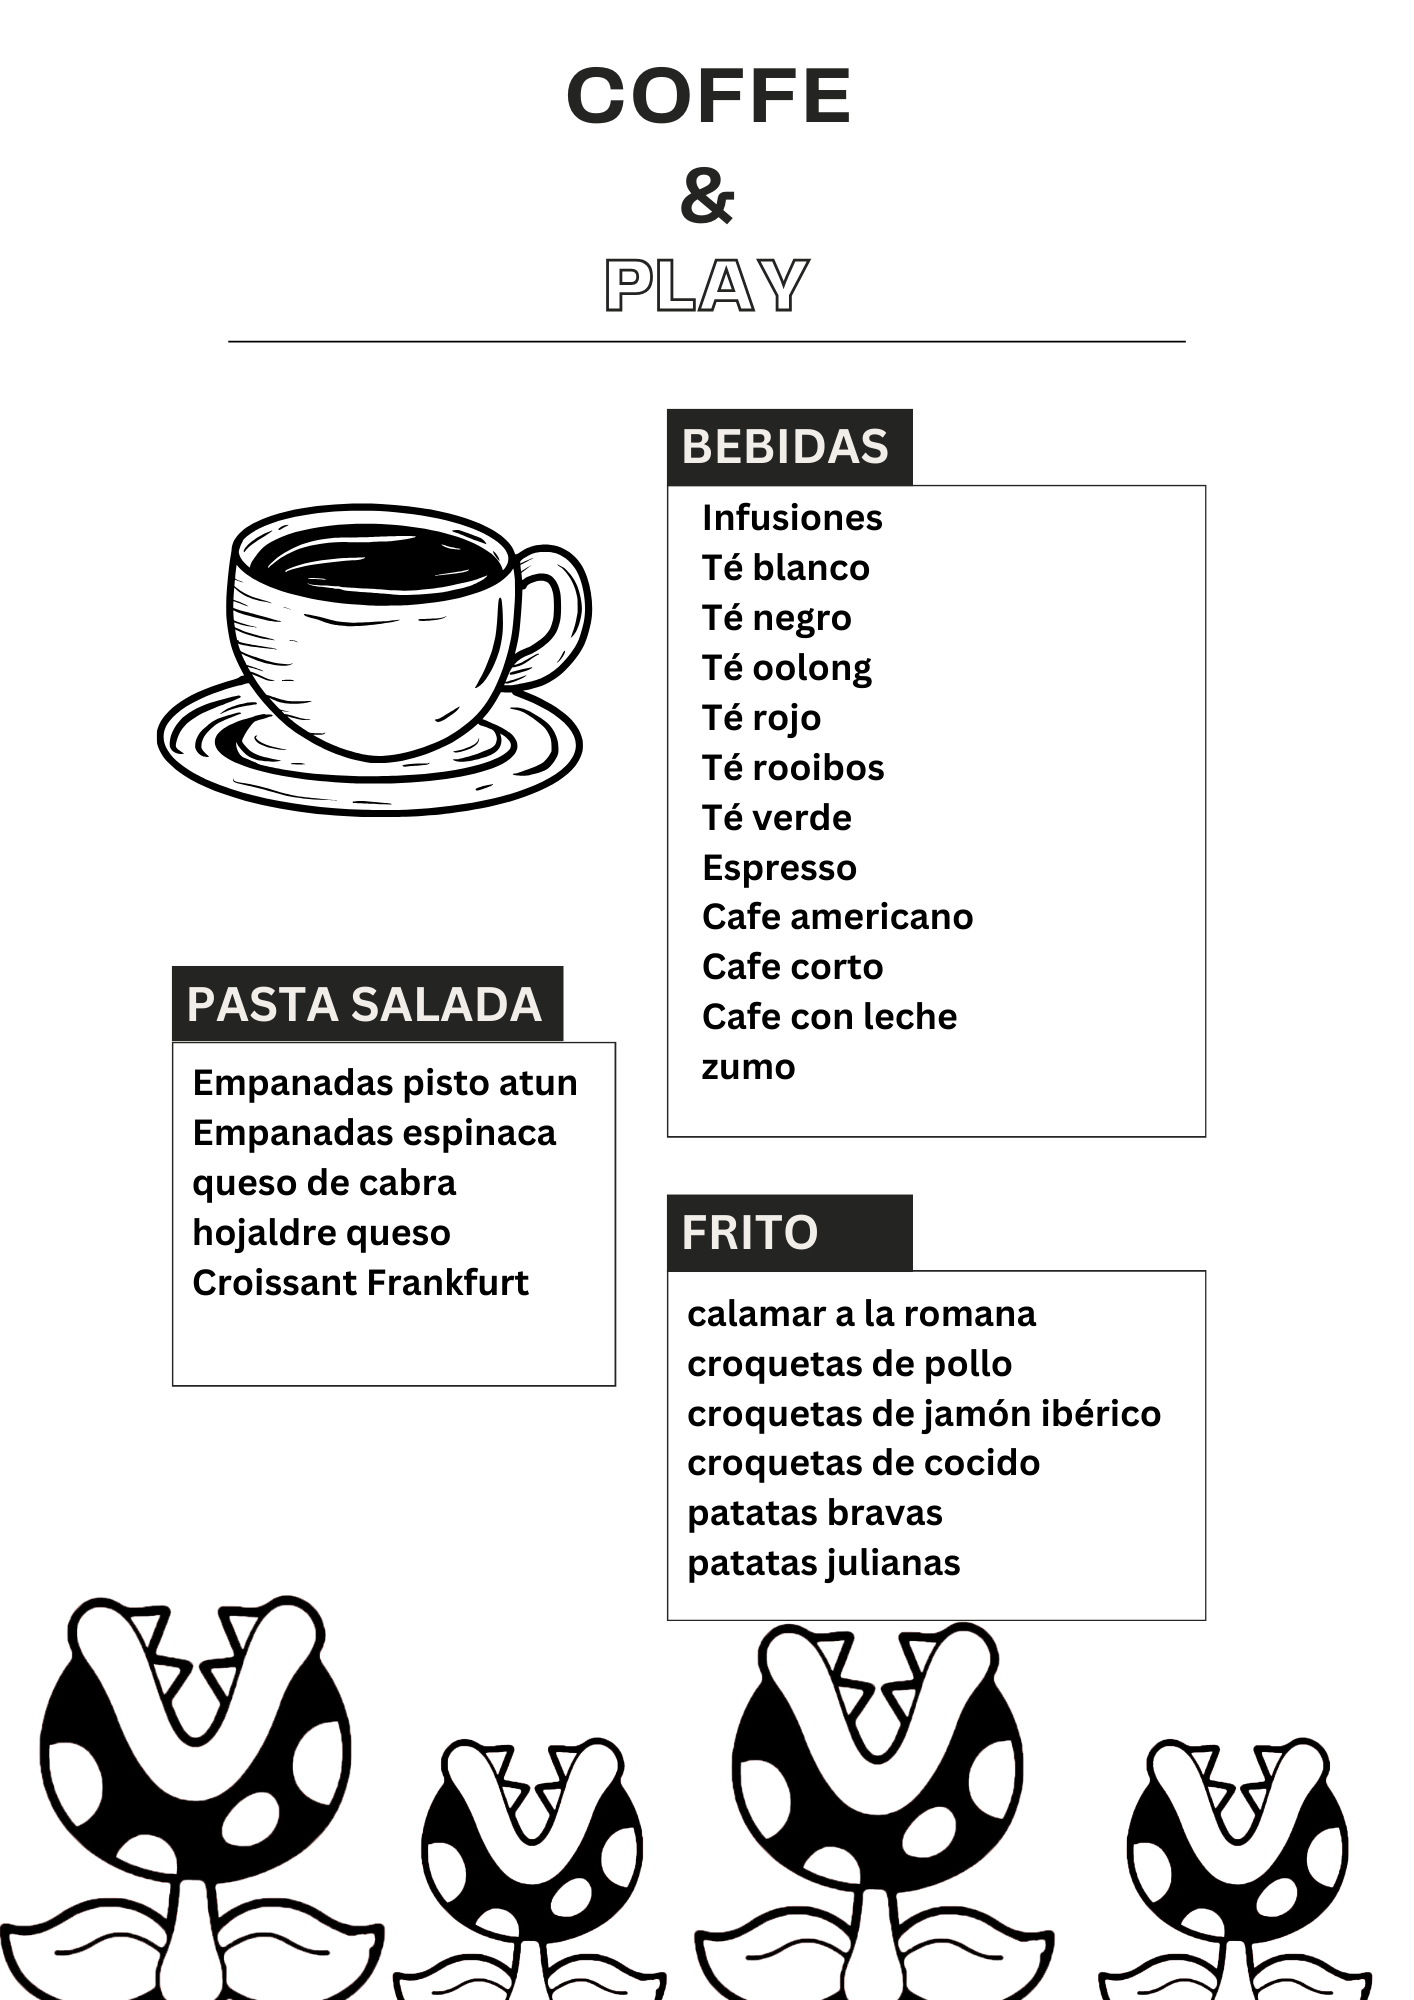 COFFE
&
PLAY
BEBIDAS
Infusiones
Té blanco
Té negro
Té oolong
Té rojo
Té rooibos
Té verde
Espresso
Cafe americano
Cafe corto
Cafe con leche
zumo
PASTA SALADA
Empanadas pisto atun
Empanadas espinaca
queso de cabra
hojaldre queso
Croissant Frankfurt
FRITO
calamar a la romana
croquetas de pollo
croquetas de jamón ibérico
croquetas de cocido
patatas bravas
patatas julianas